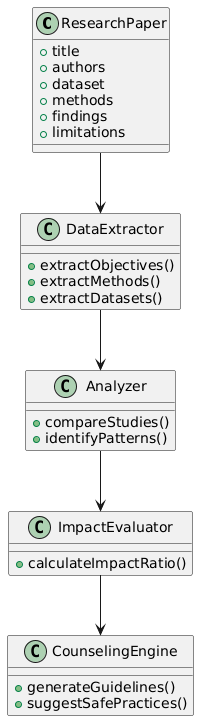 C ResearchPaper
title
authors
dataset
methods
findings
limitations
C DataExtractor
extractObjectives()
extractMethods()
extractDatasets()
C Analyzer
compareStudies()
identifyPatterns()
C ImpactEvaluator
calculateImpactRatio()
C CounselingEngine
generateGuidelines()
suggestSafePractices()